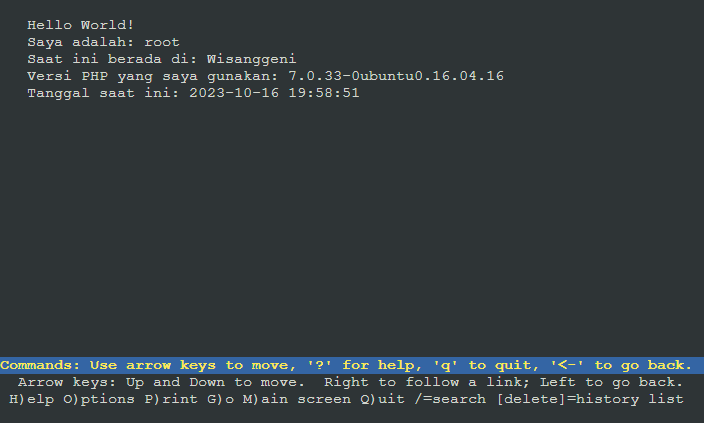 Hello World!
Saya adalah: root
Saat ini berada di: Wisanggeni
Versi PHP yang saya gunakan: 7.0.33-0ubuntu0.16.04.16
Tanggal saat ini: 2023-10-16 19:58:51
Commands: Use arrow keys to move, '?' for help, 'q' to quit, '<-' to go back.
Arrow keys: Up and Down to move.  Right to follow a link; Left to go back.
H)elp O)ptions P)rint G)o M)ain screen Q)uit /=search [delete]=history list